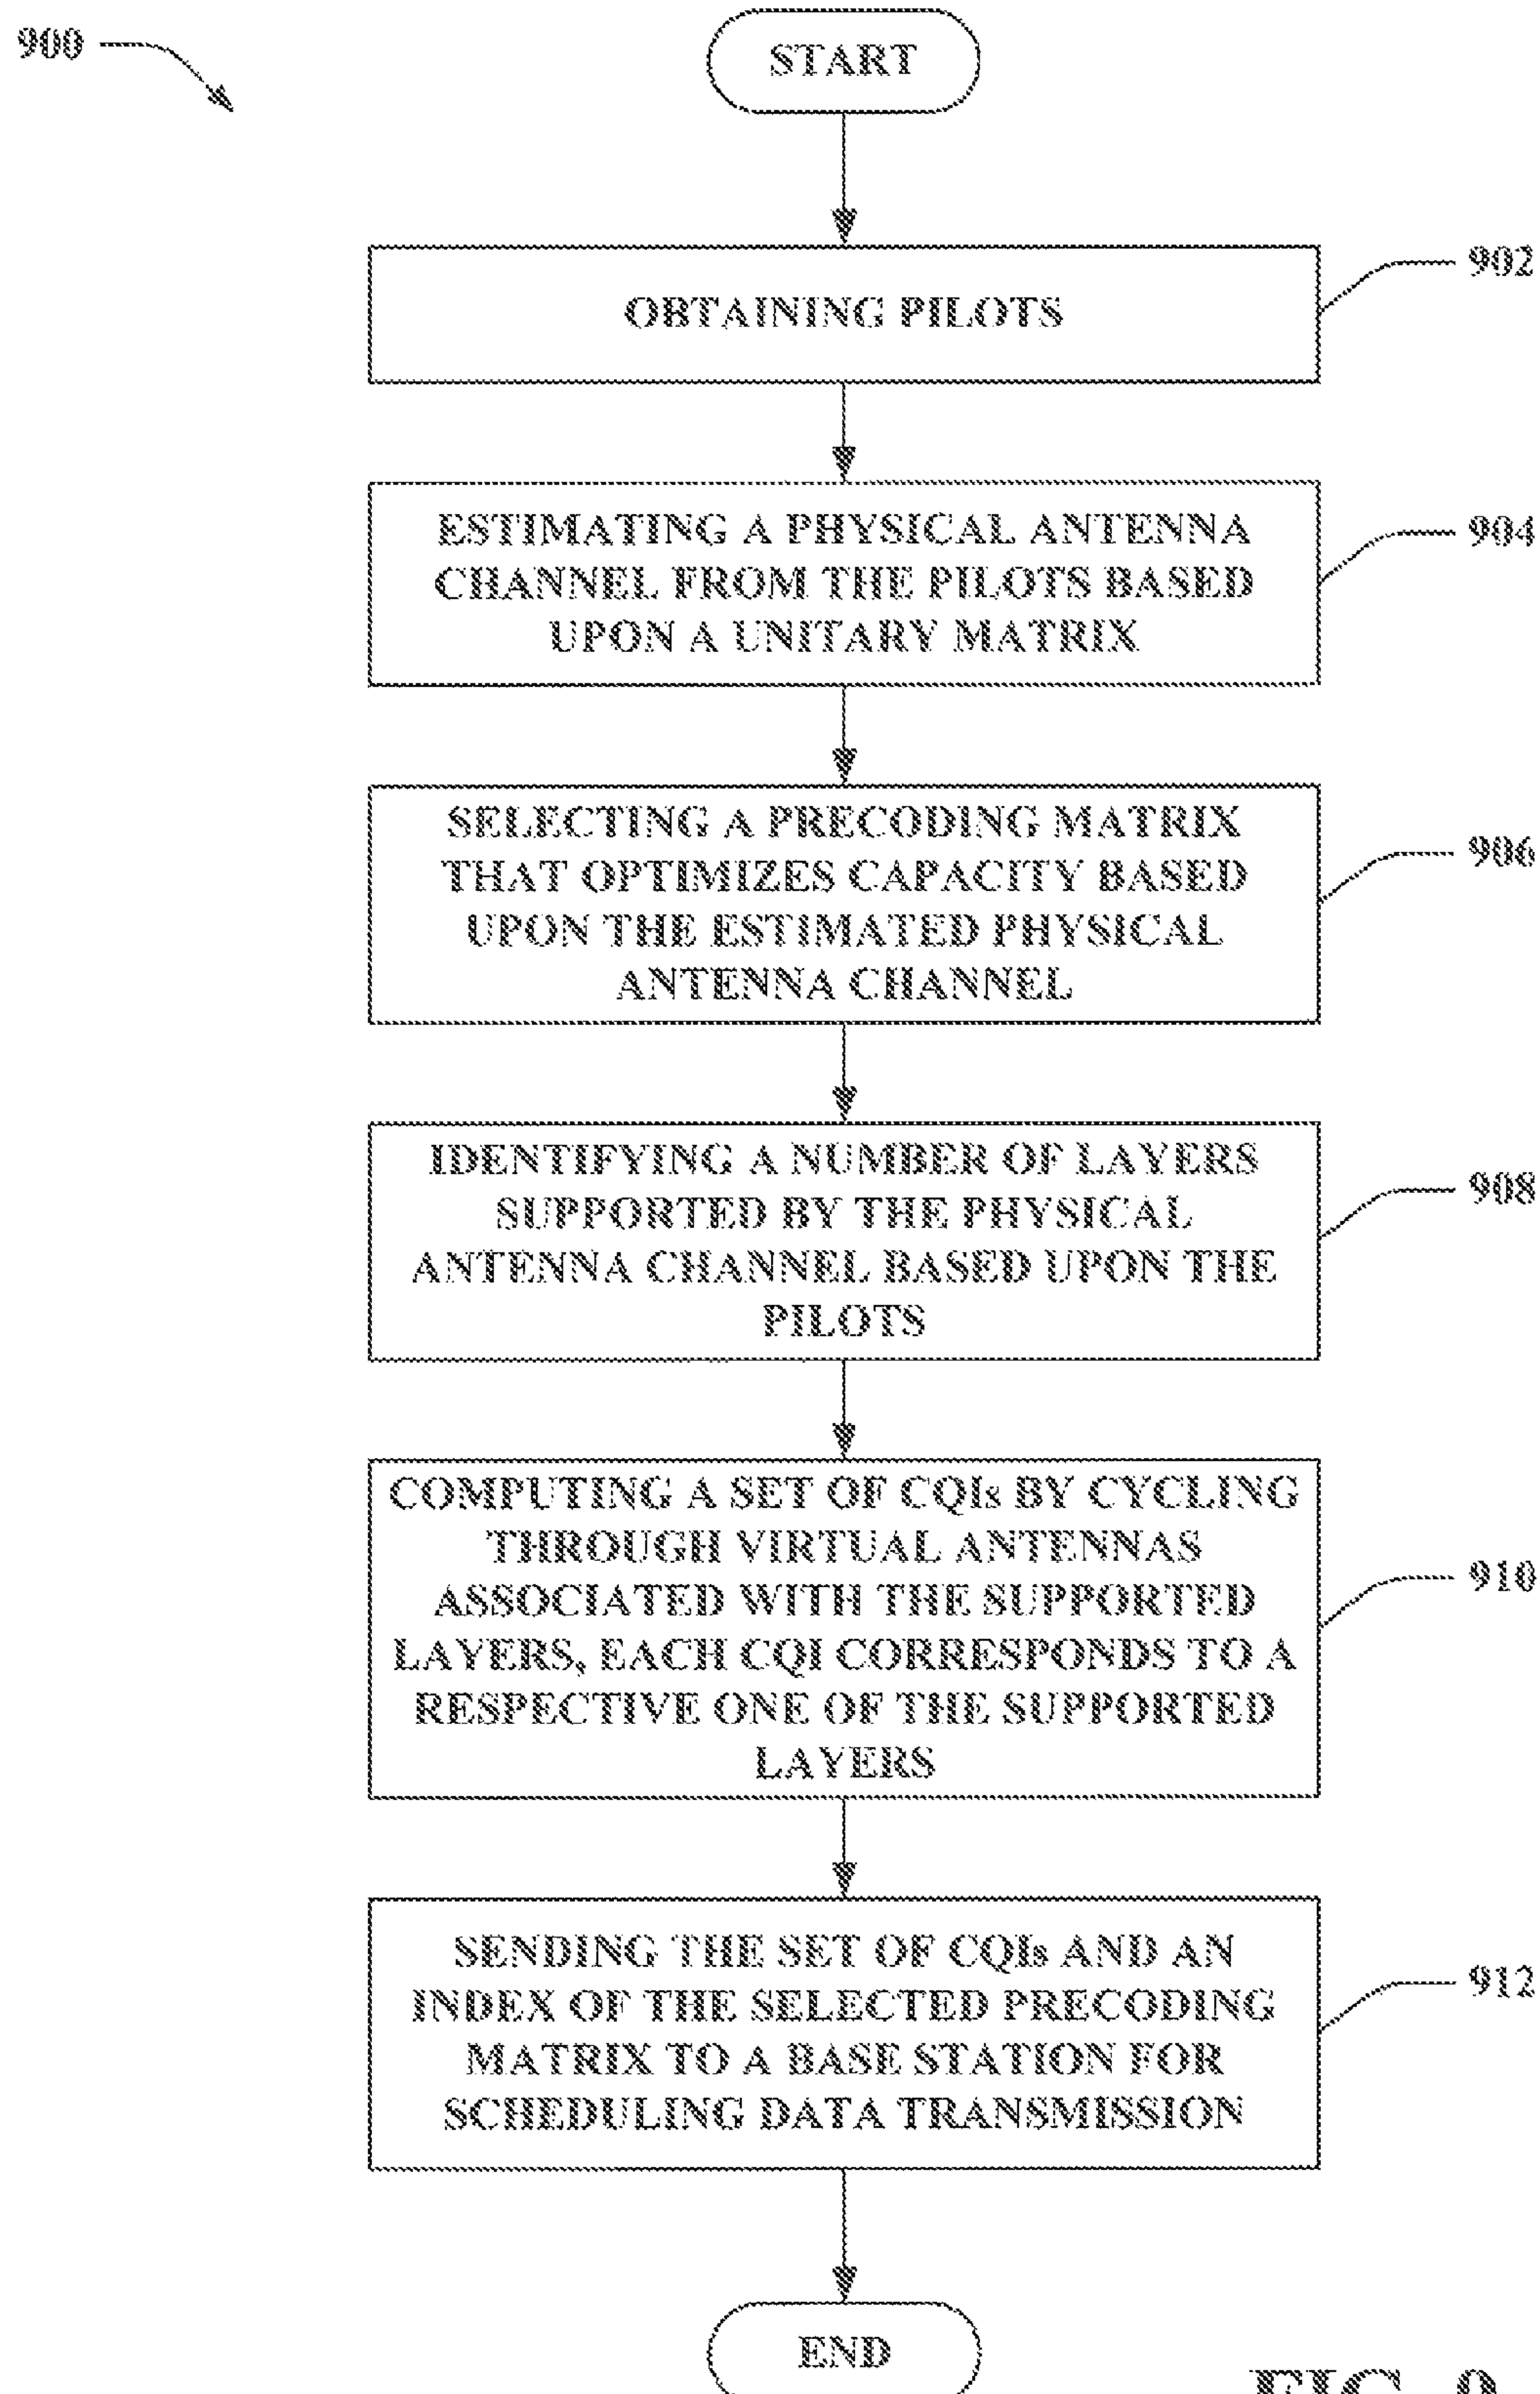 900
START
OBTAINING PILOTS
902
ESTIMATING A PHYSICAL ANTENNA
CHANNEL FROM THE PILOTS BASED
UPON A UNITARY MATRIX
904
SELECTING A PRECODING MATRIX
THAT OPTIMIZES CAPACITY BASED
UPON THE ESTIMATED PHYSICAL
ANTENNA CHANNEL
906
IDENTIFYING A NUMBER OF LAYERS
SUPPORTED BY THE PHYSICAL
ANTENNA CHANNEL BASED UPON THE
PILOTS
908
COMPUTING A SET OF CQIs BY CYCLING
THROUGH VIRTUAL ANTENNAS
ASSOCIATED WITH THE SUPPORTED
LAYERS, EACH CQI CORRESPONDS TO A
RESPECTIVE ONE OF THE SUPPORTED
LAYERS
910
SENDING THE SET OF CQIs AND AN
INDEX OF THE SELECTED PRECODING
MATRIX TO A BASE STATION FOR
SCHEDULING DATA TRANSMISSION
912
END
FIG. 9